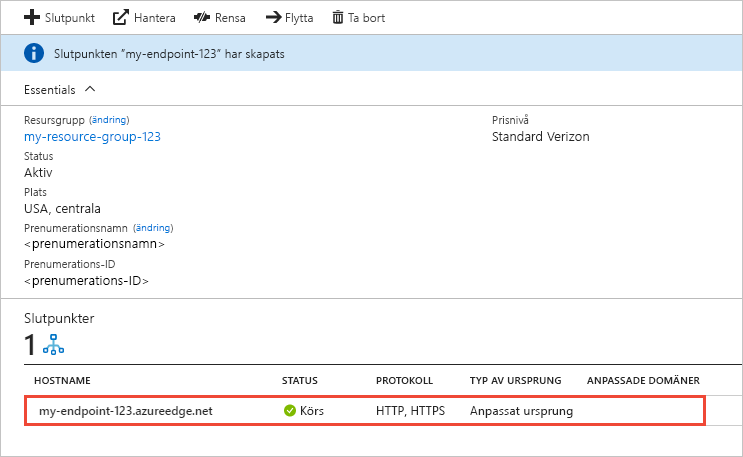 Slutpunkt Hantera Rensa Flytta Ta bort
Slutpunkten "my-endpoint-123" har skapats
Essentials
Resursgrupp (ändring) Prisnivå
my-resource-group-123 Standard Verizon
Status
Aktiv
Plats
USA, centrala
Prenumerationsnamn (ändring)
<prenumerationsnamn>
Prenumerations-ID
<prenumerations-ID>
Slutpunkter
1
HOSTNAME STATUS PROTOKOLL TYP AV URSPRUNG ANPASSADE DOMÄNER
my-endpoint-123.azureedge.net Körs HTTP, HTTPS Anpassat ursprung